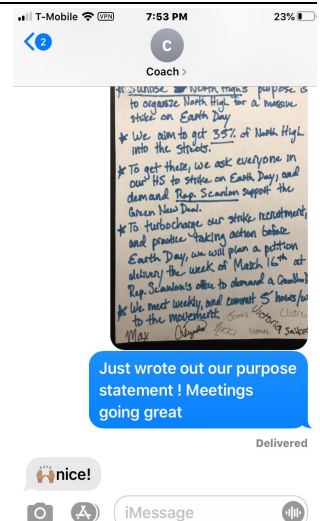 T-Mobile VPN 7:53 PM 23%
2
C
Coach >
* Sunrise North High's purpose is
to organize North High for a massive
strike on Earth Day
* We aim to get 35% of North High
into the streets.
* To get there, we ask everyone in
our HS to strike on Earth Day, and
demand Rep. Scanlon support the
Green New Deal.
* To turbocharge our strike recruitment,
and practice taking action before
Earth Day, we will plan a petition
delivery the week of March 16th at
Rep. Scanlon's office to demand a
* We meet weekly, and commit 5 hours/w
to the movement
Max Victoria
Just wrote out our purpose
statement ! Meetings
going great
Delivered
nice!
iMessage